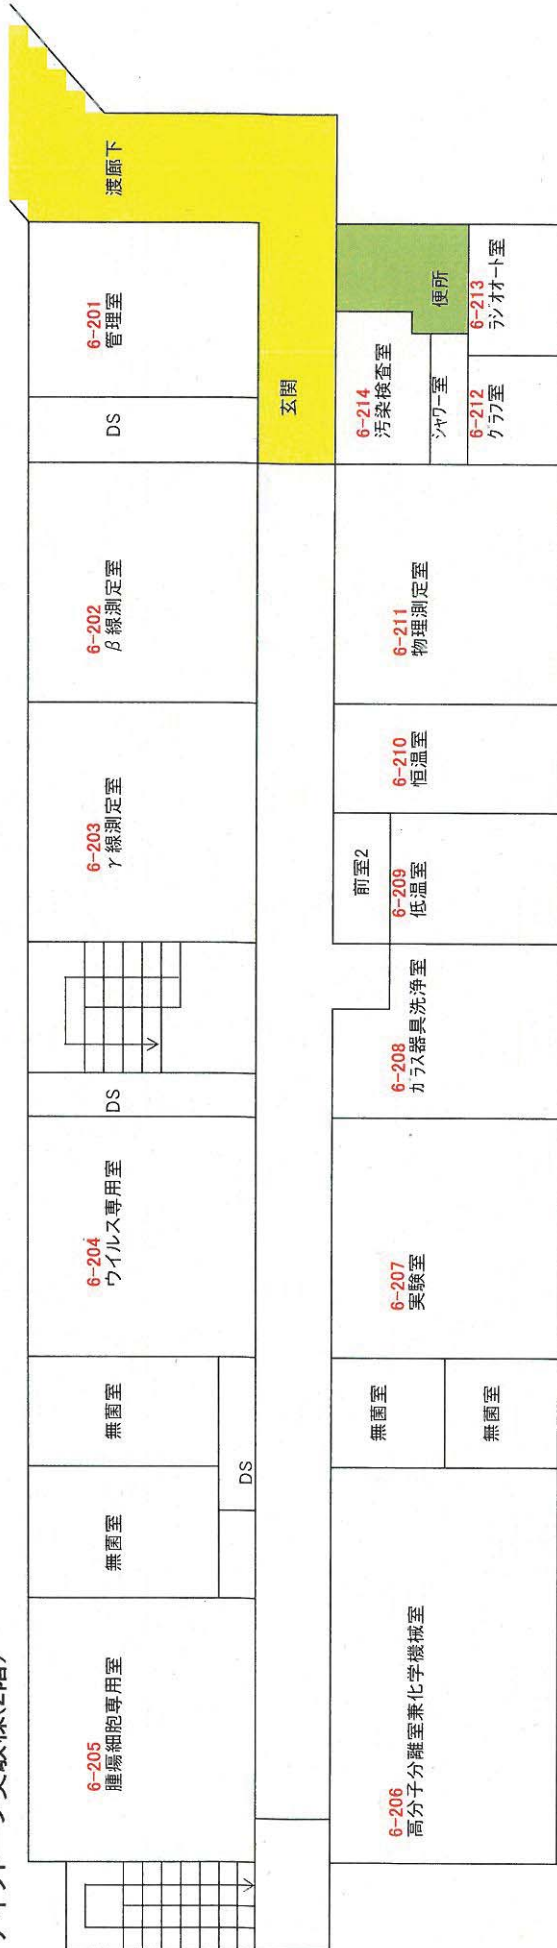 渡廊下
6-201
管理室
DS
玄関
6-202
β線測定室
6-203
γ線測定室
DS
6-204
ウイルス専用室
無菌室
無菌室
DS
6-205
腫瘍細胞専用室
便所
6-213
ラジオオート室
6-214
汚染検査室
シャワー室
6-212
グラフ室
6-211
物理測定室
6-210
恒温室
前室2
6-209
低温室
6-208
ガラス器具洗浄室
6-207
実験室
無菌室
無菌室
6-206
高分子分離室兼化学機械室